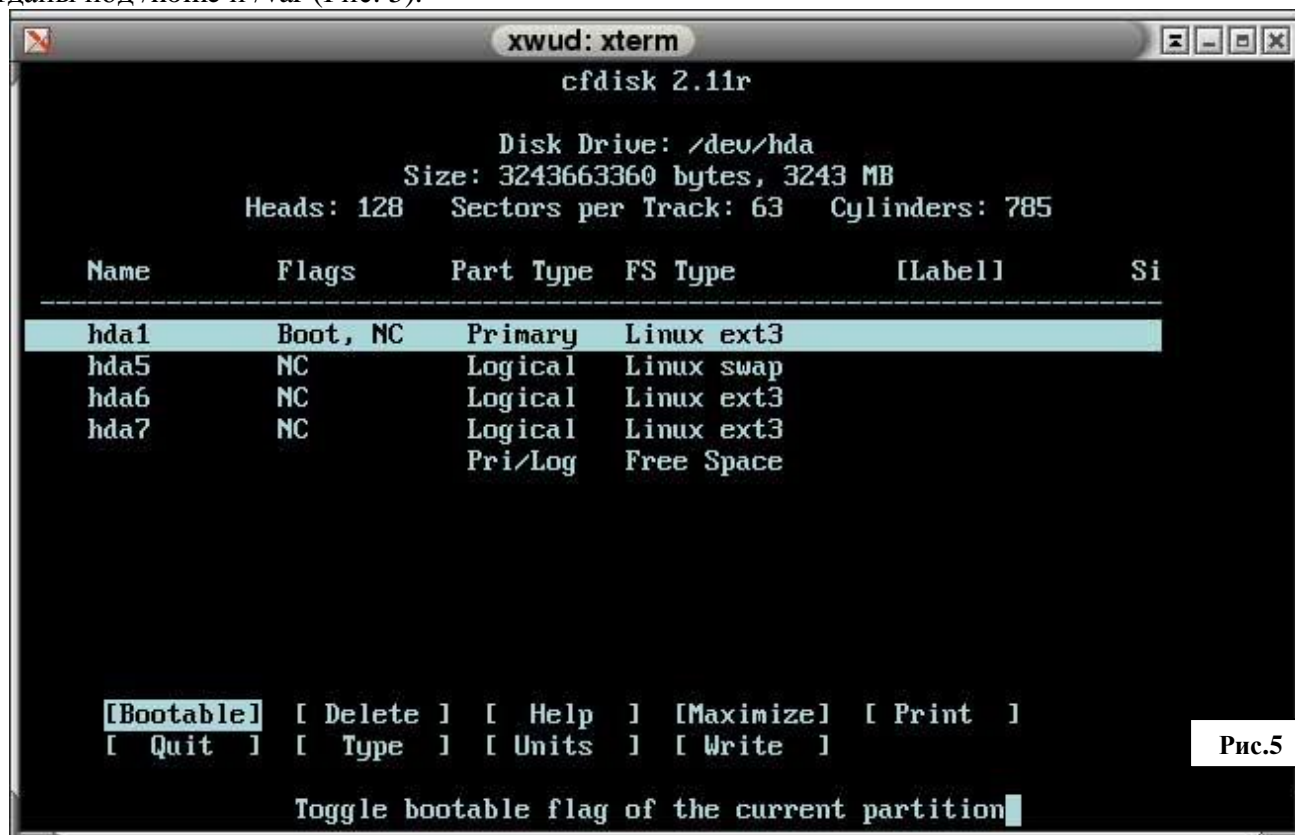 /home и /var (Рис. 5).
xwud: xterm
cfdisk 2.11r
Disk Drive: /dev/hda
Size: 3243663360 bytes, 3243 MB
Heads: 128 Sectors per Track: 63 Cylinders: 785
Name Flags Part Type FS Type [Label] Si
hda1 Boot, NC Primary Linux ext3
hda5 NC Logical Linux swap
hda6 NC Logical Linux ext3
hda7 NC Logical Linux ext3
Pri/Log Free Space
[Bootable] [ Delete ] [ Help ] [Maximize] [ Print ]
[ Quit ] [ Type ] [ Units ] [ Write ]
Рис.5
Toggle bootable flag of the current partition